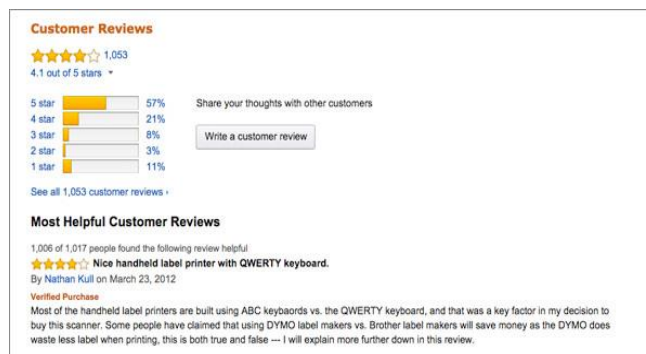 Customer Reviews
1,053
4.1 out of 5 stars
5 star 57%
4 star 21%
3 star 8%
2 star 3%
1 star 11%
Share your thoughts with other customers
Write a customer review
See all 1,053 customer reviews ›
Most Helpful Customer Reviews
1,006 of 1,017 people found the following review helpful
Nice handheld label printer with QWERTY keyboard.
By Nathan Kull on March 23, 2012
Verified Purchase
Most of the handheld label printers are built using ABC keybaords vs. the QWERTY keyboard, and that was a key factor in my decision to
buy this scanner. Some people have claimed that using DYMO label makers vs. Brother label makers will save money as the DYMO does
waste less label when printing, this is both true and false --- I will explain more further down in this review.